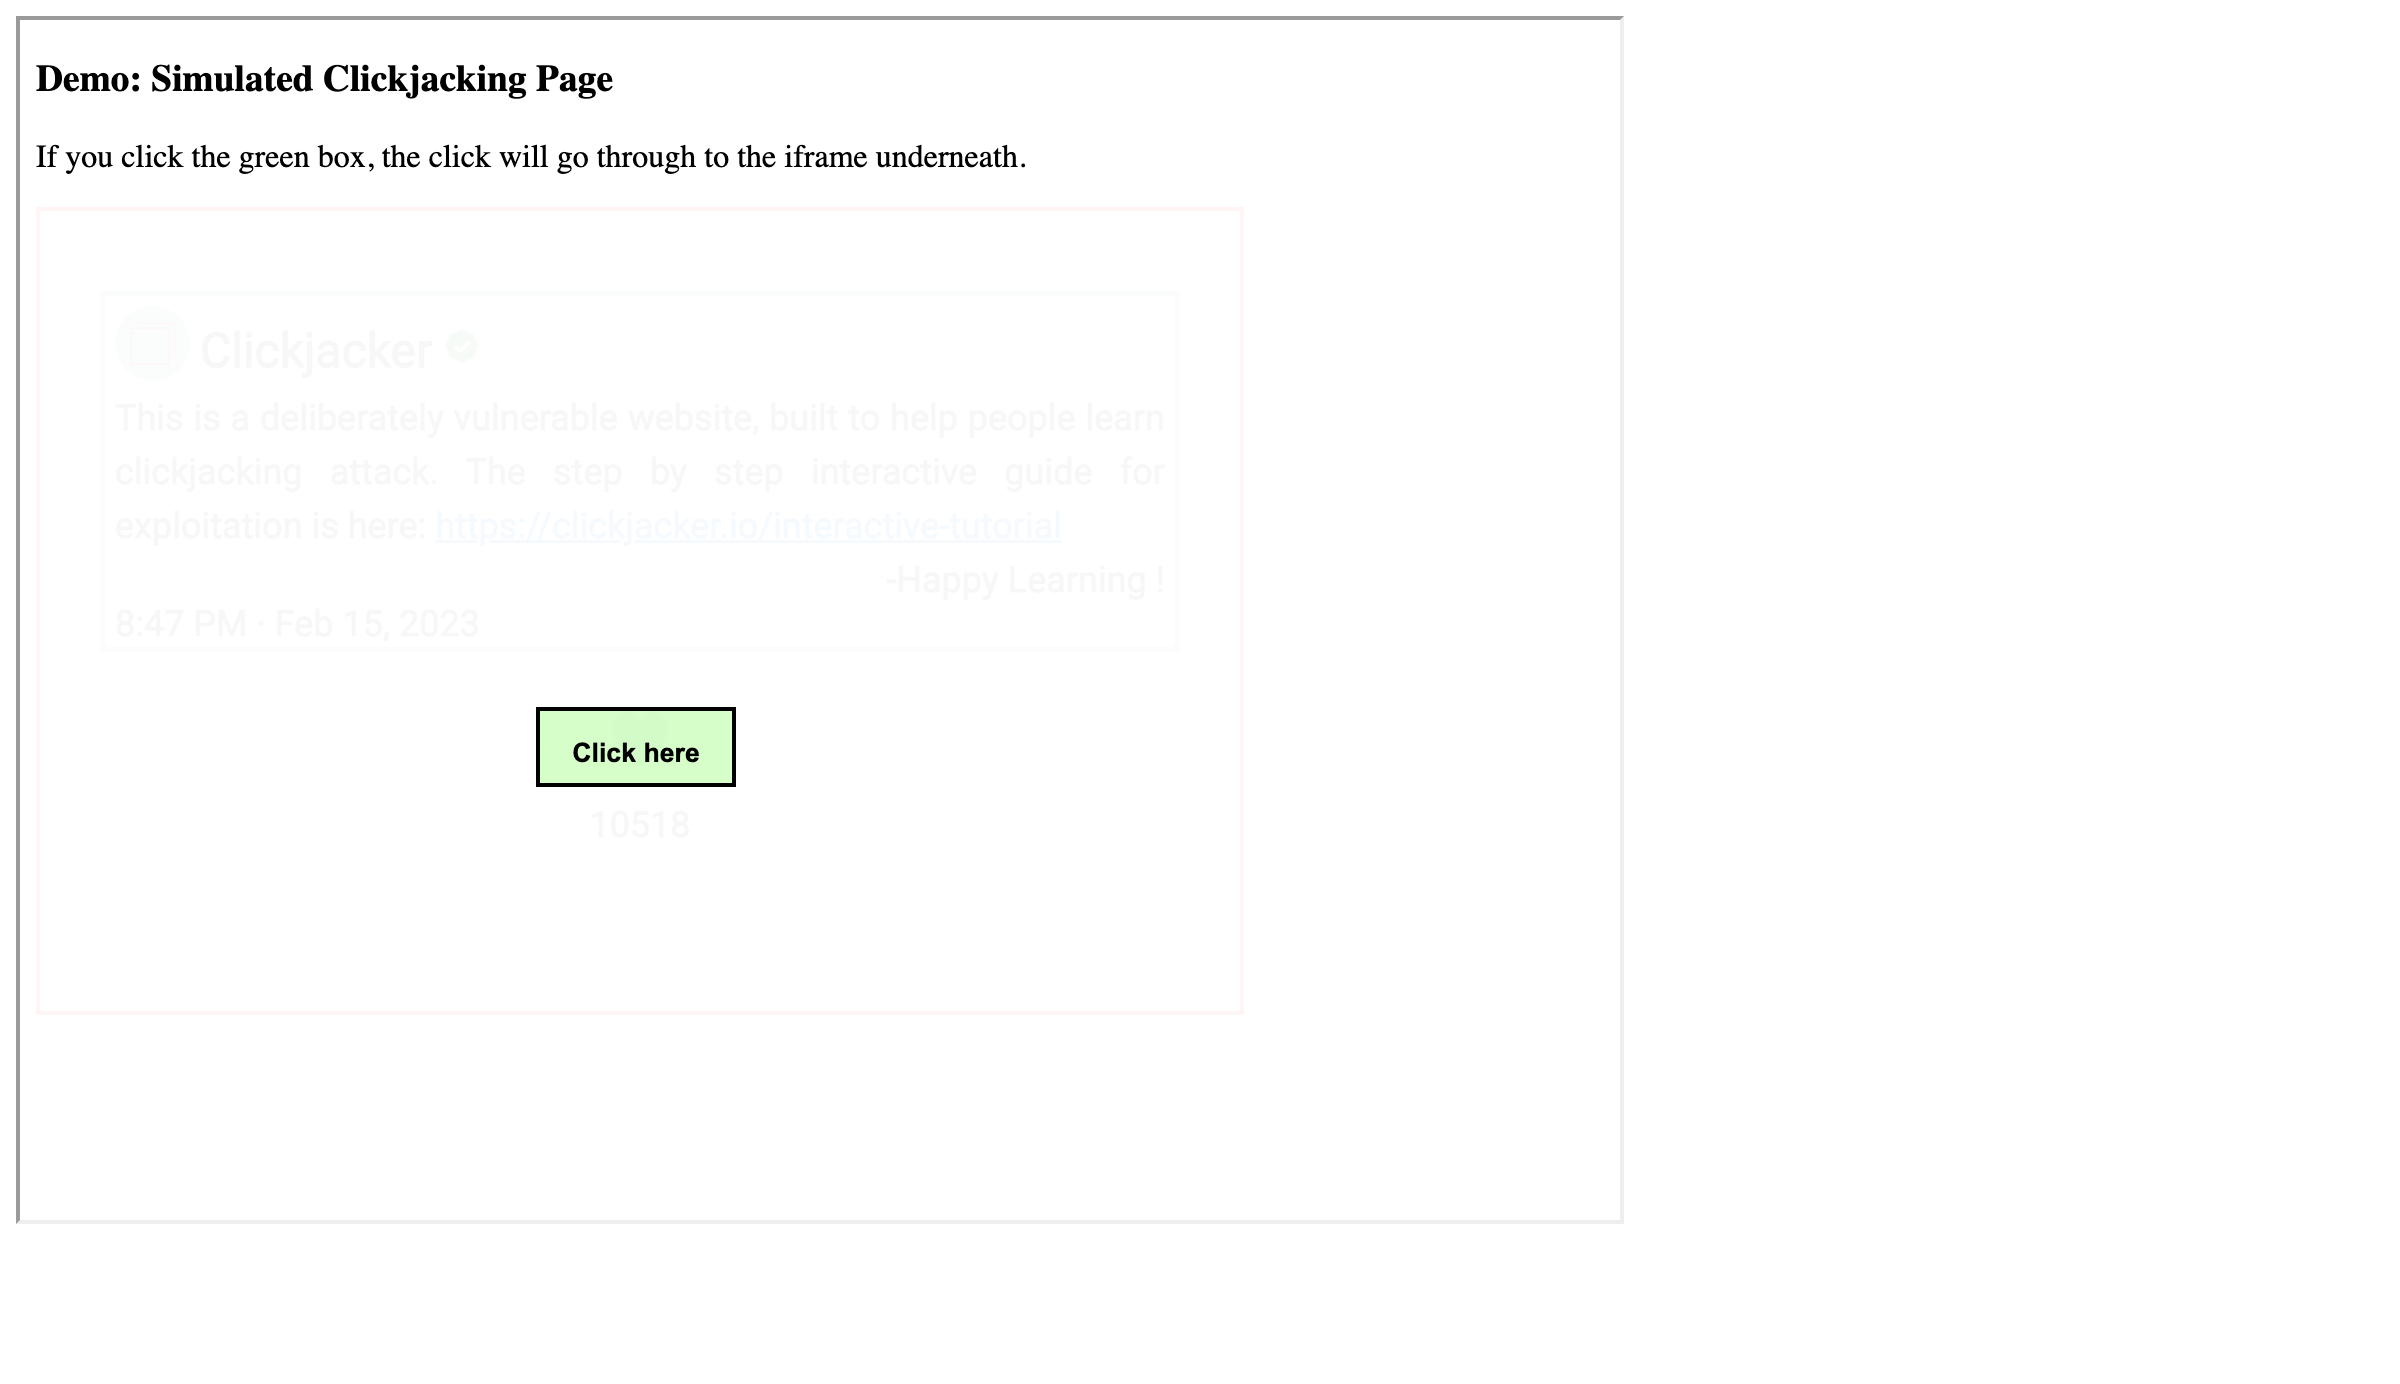 Demo: Simulated Clickjacking Page
If you click the green box, the click will go through to the iframe underneath.
Clickjacker
This is a deliberately vulnerable website, built to help people learn
clickjacking attack. The step by step interactive guide for
exploitation is here: https://clickjacker.io/interactive-tutorial
-Happy Learning !
8:47 PM · Feb 15, 2023
Click here
10518